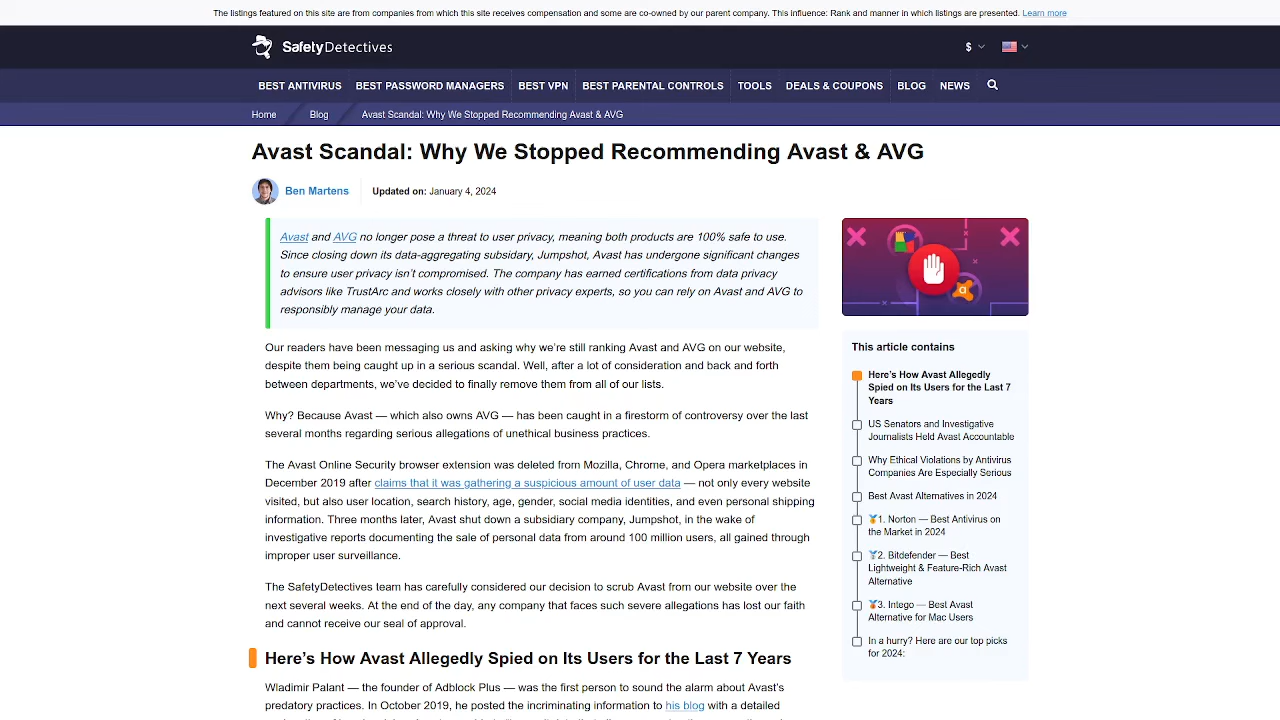 The listings featured on this site are from companies from which this site receives compensation and some are co-owned by our parent company. This influence: Rank and manner in which listings are presented. Learn more
SafetyDetectives
$
BEST ANTIVIRUS BEST PASSWORD MANAGERS BEST VPN BEST PARENTAL CONTROLS TOOLS DEALS & COUPONS BLOG NEWS
Home Blog Avast Scandal: Why We Stopped Recommending Avast & AVG
Avast Scandal: Why We Stopped Recommending Avast & AVG
Ben Martens Updated on: January 4, 2024
Avast and AVG no longer pose a threat to user privacy, meaning both products are 100% safe to use.
Since closing down its data-aggregating subsidary, Jumpshot, Avast has undergone significant changes
to ensure user privacy isn't compromised. The company has earned certifications from data privacy
advisors like TrustArc and works closely with other privacy experts, so you can rely on Avast and AVG to
responsibly manage your data.
Our readers have been messaging us and asking why we're still ranking Avast and AVG on our website,
despite them being caught up in a serious scandal. Well, after a lot of consideration and back and forth
between departments, we've decided to finally remove them from all of our lists.
Why? Because Avast — which also owns AVG — has been caught in a firestorm of controversy over the last
several months regarding serious allegations of unethical business practices.
The Avast Online Security browser extension was deleted from Mozilla, Chrome, and Opera marketplaces in
December 2019 after claims that it was gathering a suspicious amount of user data — not only every website
visited, but also user location, search history, age, gender, social media identities, and even personal shipping
information. Three months later, Avast shut down a subsidiary company, Jumpshot, in the wake of
investigative reports documenting the sale of personal data from around 100 million users, all gained through
improper user surveillance.
The SafetyDetectives team has carefully considered our decision to scrub Avast from our website over the
next several weeks. At the end of the day, any company that faces such severe allegations has lost our faith
and cannot receive our seal of approval.
Here's How Avast Allegedly Spied on Its Users for the Last 7 Years
Wladimir Palant — the founder of Adblock Plus — was the first person to sound the alarm about Avast's
predatory practices. In October 2019, he posted the incriminating information to his blog with a detailed
This article contains
Here's How Avast Allegedly
Spied on Its Users for the Last 7
Years
US Senators and Investigative
Journalists Held Avast Accountable
Why Ethical Violations by Antivirus
Companies Are Especially Serious
Best Avast Alternatives in 2024
🥇1. Norton — Best Antivirus on
the Market in 2024
🥈2. Bitdefender — Best
Lightweight & Feature-Rich Avast
Alternative
🥉3. Intego — Best Avast
Alternative for Mac Users
In a hurry? Here are our top picks
for 2024: